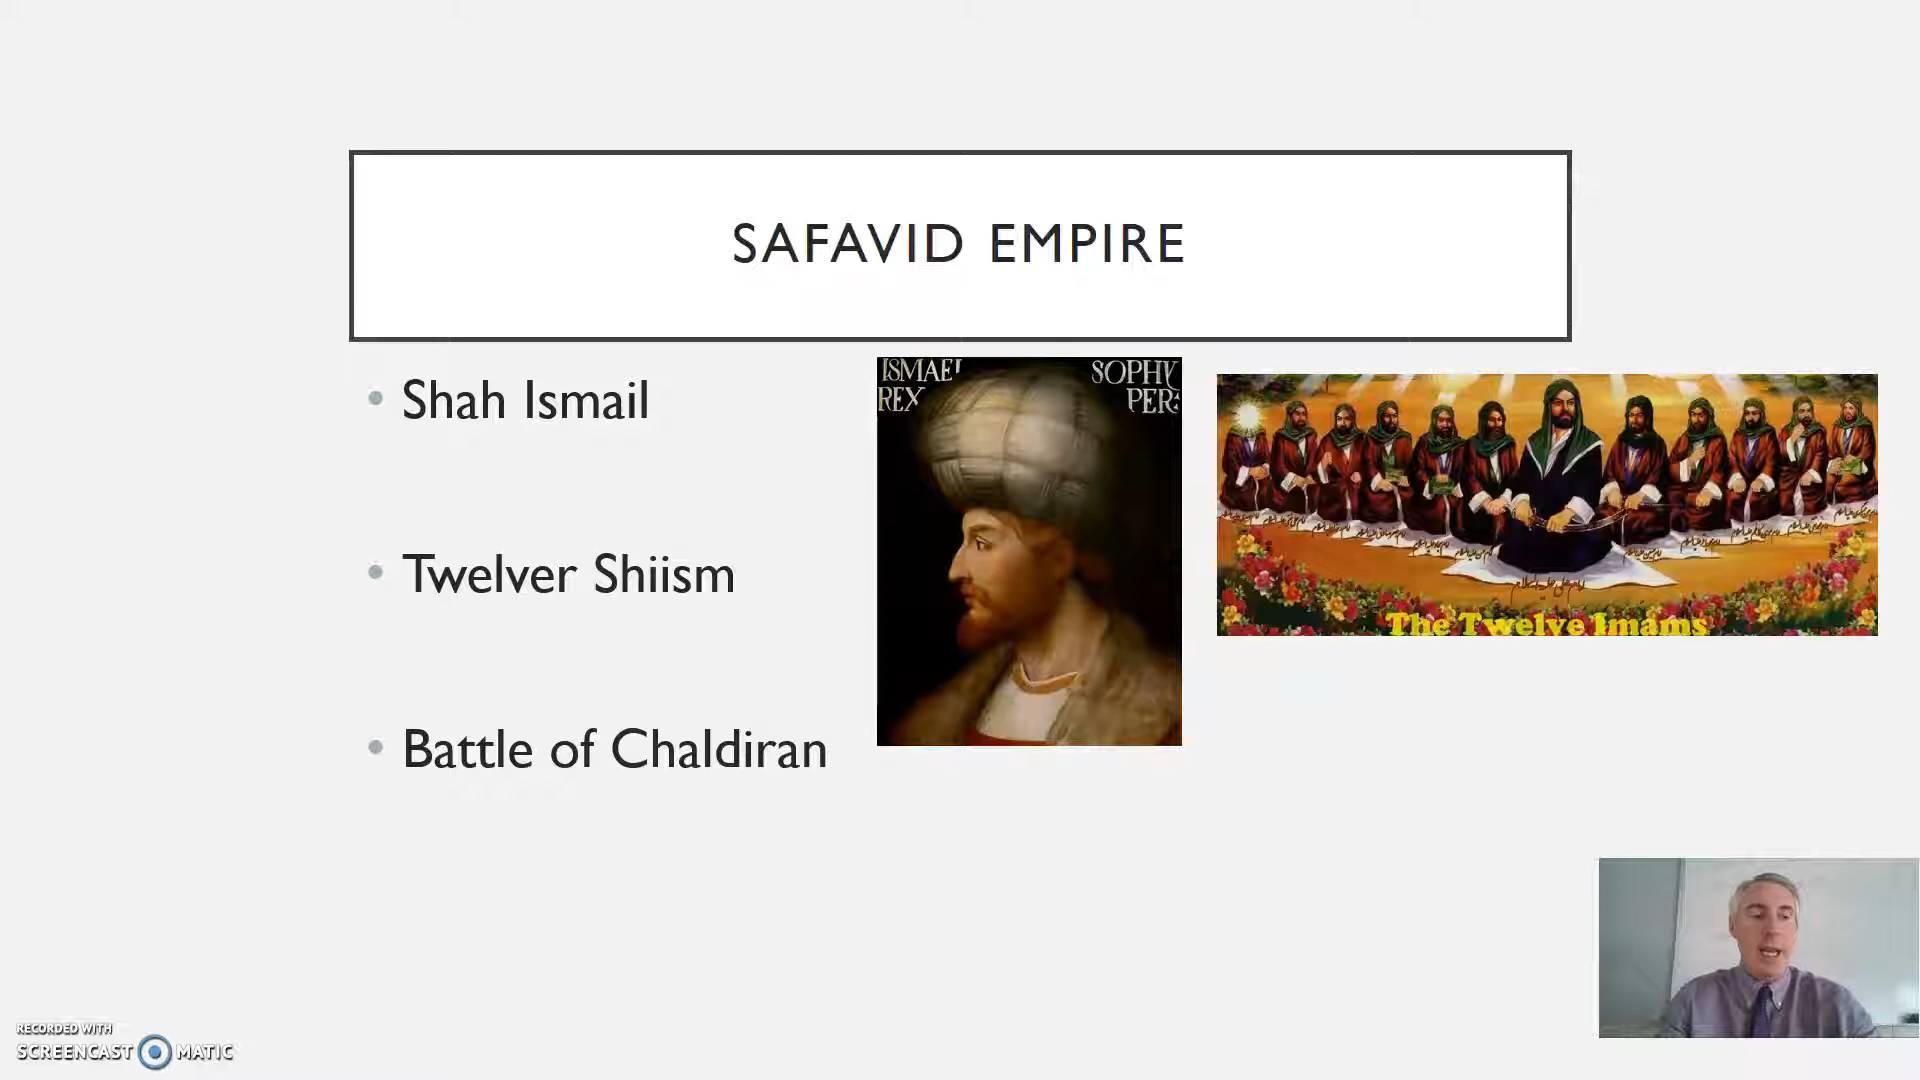 SAFAVID EMPIRE
Shah Ismail
Twelver Shiism
Battle of Chaldiran
ISMAEL SOPHY
REX PER:
The Twelve Imams
RECORDED WITH
SCREENCAST MATIC